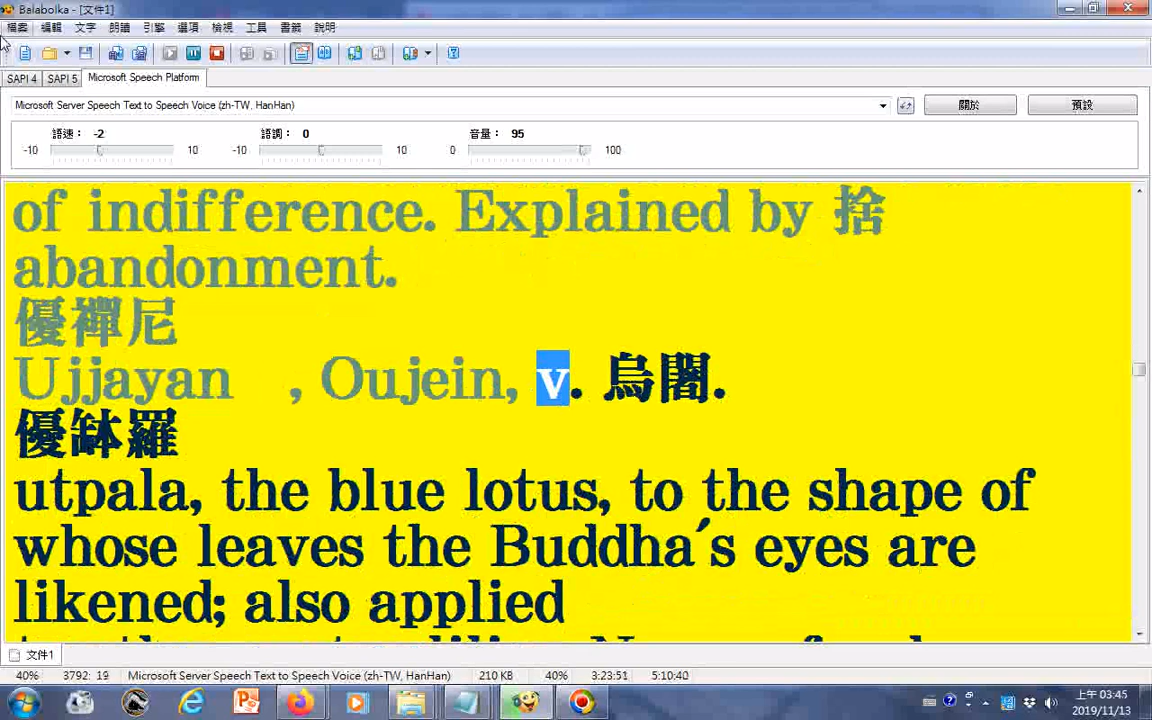 Balabolka - [文件1]
檔案 編輯 文字 朗讀 引擎 選項 檢視 工具 書籤 說明
SAPI 4 SAPI 5 Microsoft Speech Platform
Microsoft Server Speech Text to Speech Voice (zh-TW, HanHan) 關於 預設
語速： -2 語調： 0 音量： 95
-10 10 -10 10 0 100
of indifference. Explained by 捨
abandonment.
優禪尼
Ujjayan , Oujein, v. 烏闍.
優缽羅
utpala, the blue lotus, to the shape of
whose leaves the Buddha's eyes are
likened; also applied
文件1
40% 3792: 19 Microsoft Server Speech Text to Speech Voice (zh-TW, HanHan) 210 KB 40% 3:23:51 5:10:40
上午 03:45
2019/11/13